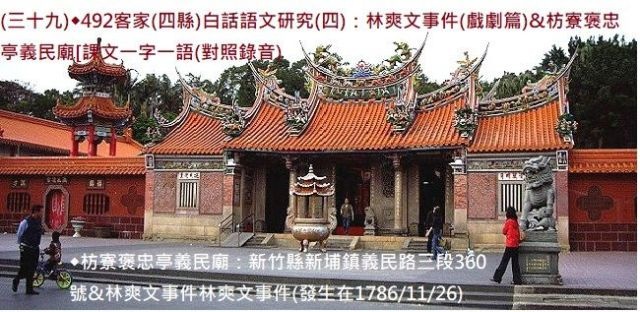 (三十九)◆492客家(四縣)白話語文研究(四)：林爽文事件(戲劇篇)&枋寮褒忠
亭義民廟[課文一字一語(對照錄音)
◆枋寮褒忠亭義民廟：新竹縣新埔鎮義民路三段360
號&林爽文事件林爽文事件(發生在1786/11/26)